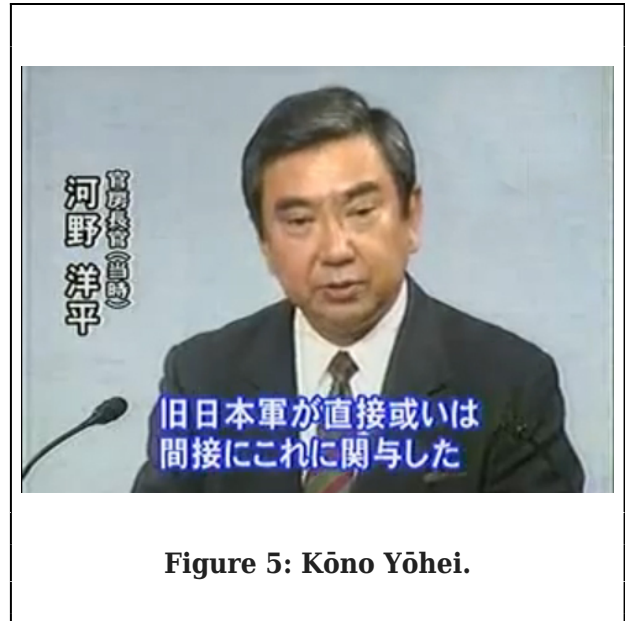 官房長官(当時)
河野 洋平
旧日本軍が直接或いは
間接にこれに関与した
Figure 5: Kōno Yōhei.